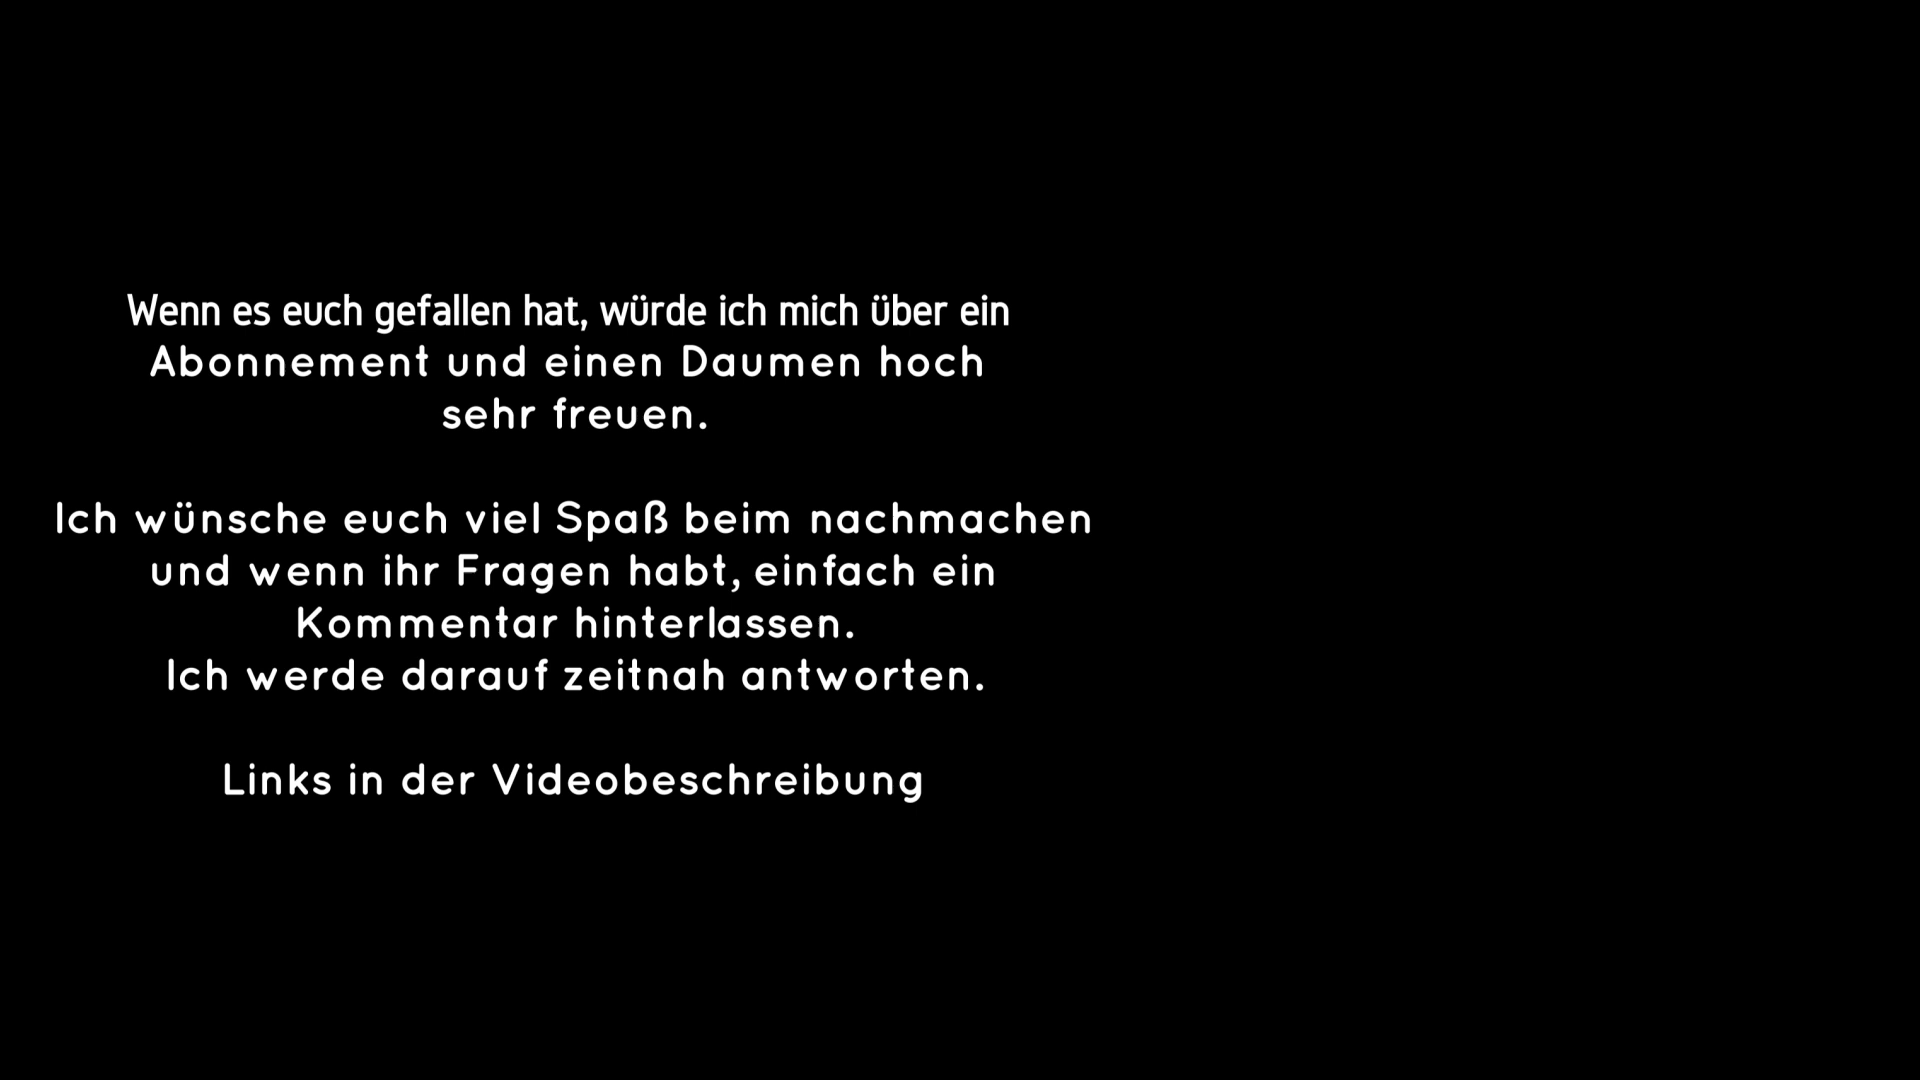 Wenn es euch gefallen hat, würde ich mich über ein
Abonnement und einen Daumen hoch
sehr freuen.
Ich wünsche euch viel Spaß beim nachmachen
und wenn ihr Fragen habt, einfach ein
Kommentar hinterlassen.
Ich werde darauf zeitnah antworten.
Links in der Videobeschreibung